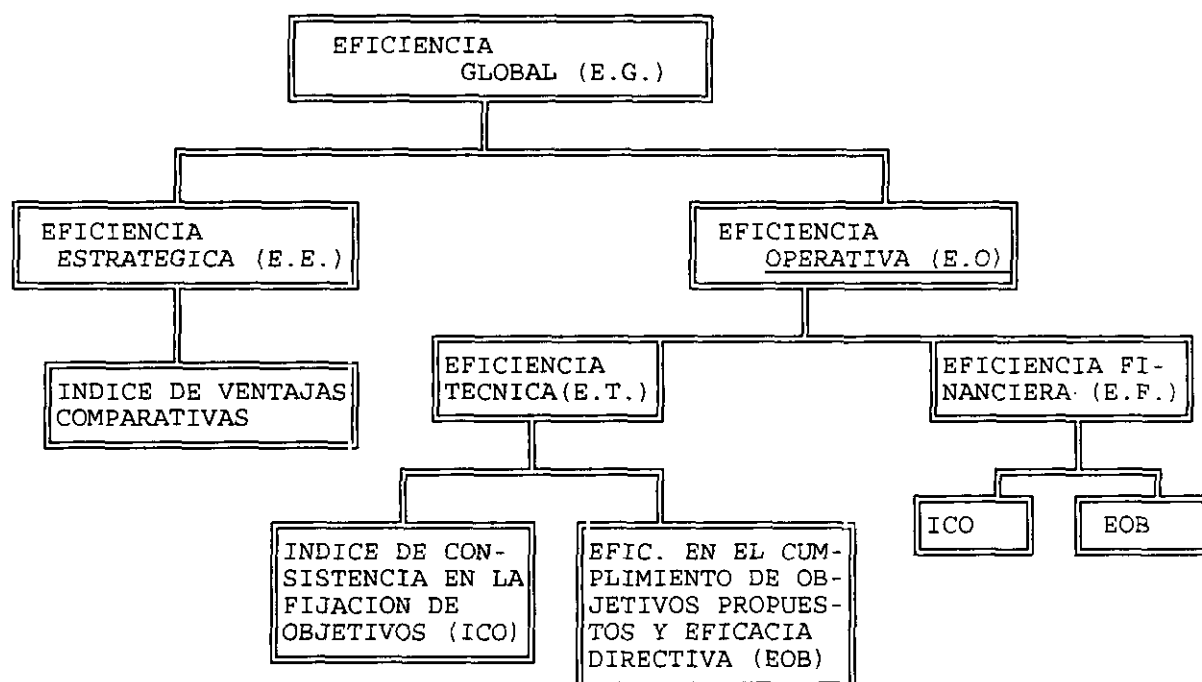 EFICIENCIA
GLOBAL (E.G.)
EFICIENCIA
ESTRATEGICA (E.E.)
EFICIENCIA
OPERATIVA (E.O)
INDICE DE VENTAJAS
COMPARATIVAS
EFICIENCIA
TECNICA(E.T.)
EFICIENCIA FI-
NANCIERA (E.F.)
INDICE DE CON-
SISTENCIA EN LA
FIJACION DE
OBJETIVOS (ICO)
EFIC. EN EL CUM-
PLIMIENTO DE OB-
JETIVOS PROPUES-
TOS Y EFICACIA
DIRECTIVA (EOB)
ICO
EOB